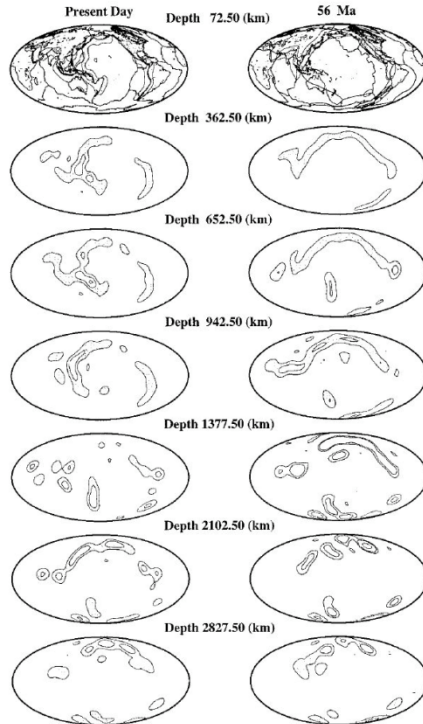 Present Day
56 Ma
Depth 72.50 (km)
Depth 362.50 (km)
Depth 652.50 (km)
Depth 942.50 (km)
Depth 1377.50 (km)
Depth 2102.50 (km)
Depth 2827.50 (km)